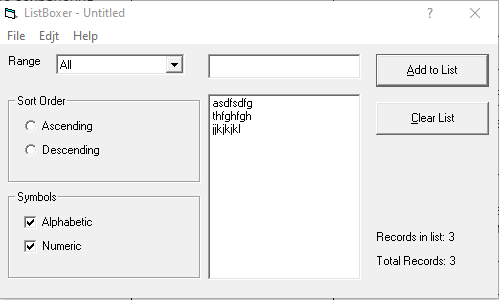 ListBoxer - Untitled
File Edjt Help
Range All
Add to List
Sort Order
Ascending
Descending
asdfsdfg
thfghfgh
jjkjkjkl
Clear List
Symbols
Alphabetic
Numeric
Records in list: 3
Total Records: 3